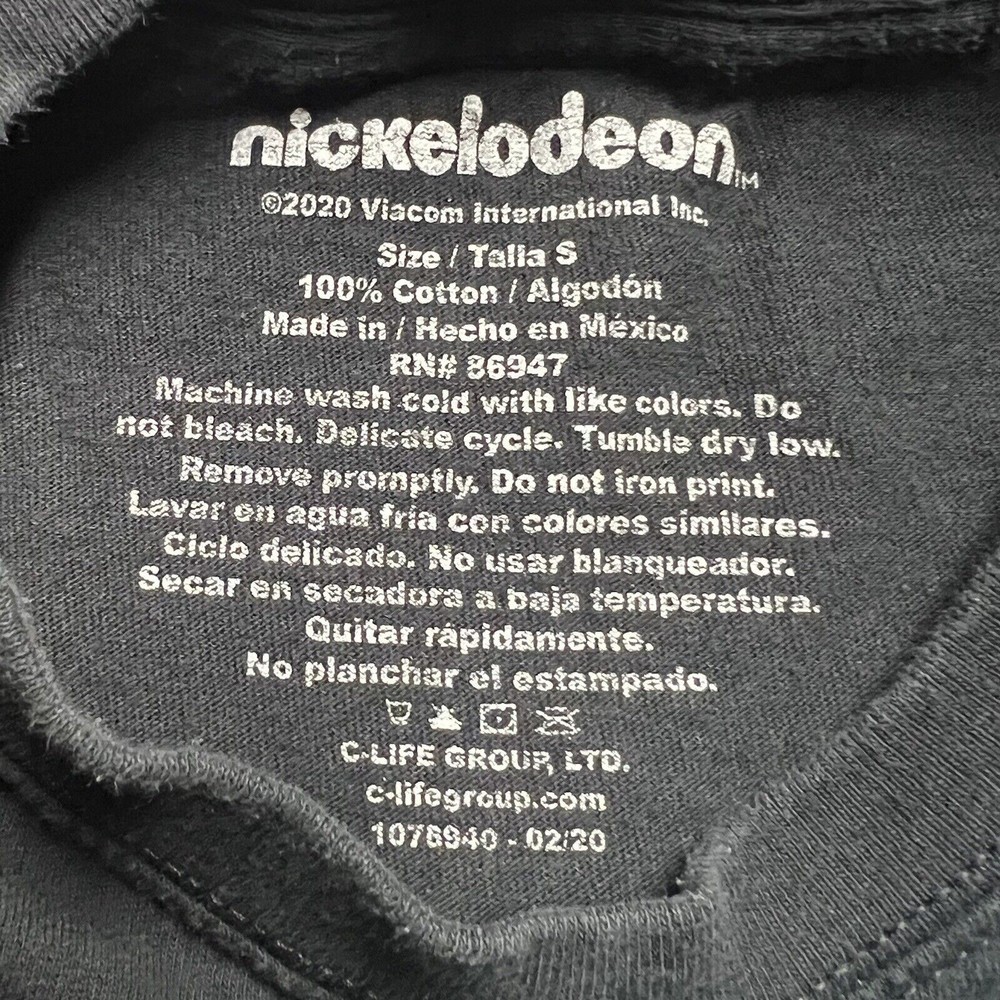 nickelodeon TM
©2020 Viacom International Inc,
Size / Talla S
100% Cotton / Algodón
Made in / Hecho en México
RN# 86947
Machine wash cold with like colors. Do
not bleach. Delicate cycle. Tumble dry low.
Remove promptly. Do not iron print.
Lavar en agua fría con colores similares.
Ciclo delicado. No usar blanqueador.
Secar en secadora a baja temperatura.
Quitar rápidamente.
No planchar el estampado.
C-LIFE GROUP, LTD.
c-lifegroup.com
1076940 - 02/20